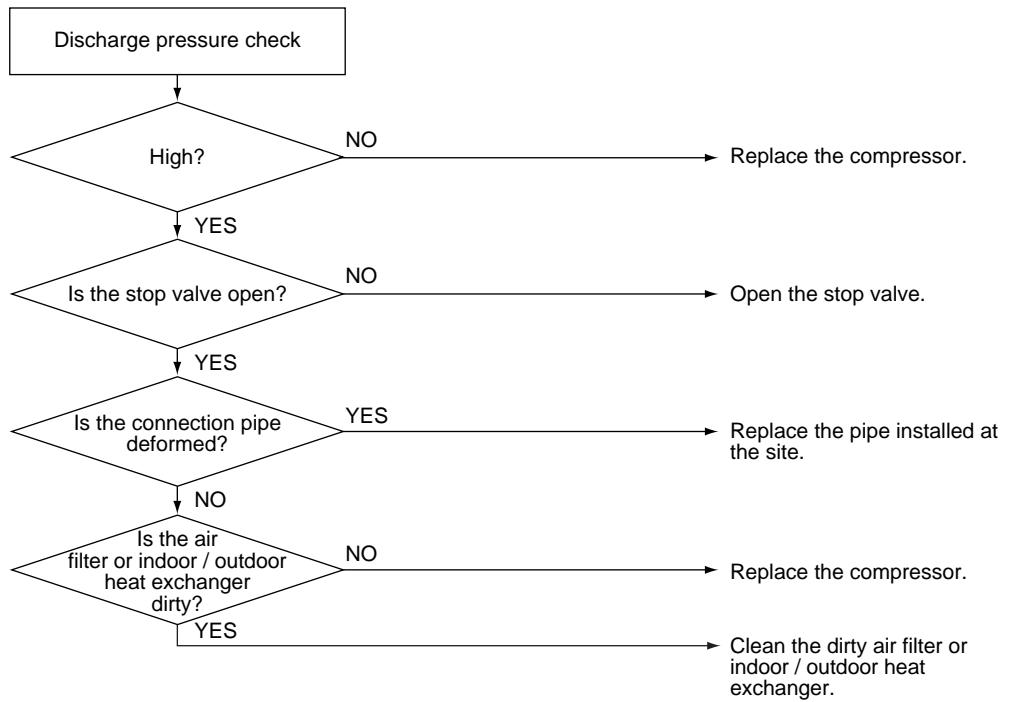 Discharge pressure check
High?
NO
Replace the compressor.
YES
Is the stop valve open?
NO
Open the stop valve.
YES
Is the connection pipe
deformed?
YES
Replace the pipe installed at
the site.
NO
Is the air
filter or indoor / outdoor
heat exchanger
dirty?
NO
Replace the compressor.
YES
Clean the dirty air filter or
indoor / outdoor heat
exchanger.